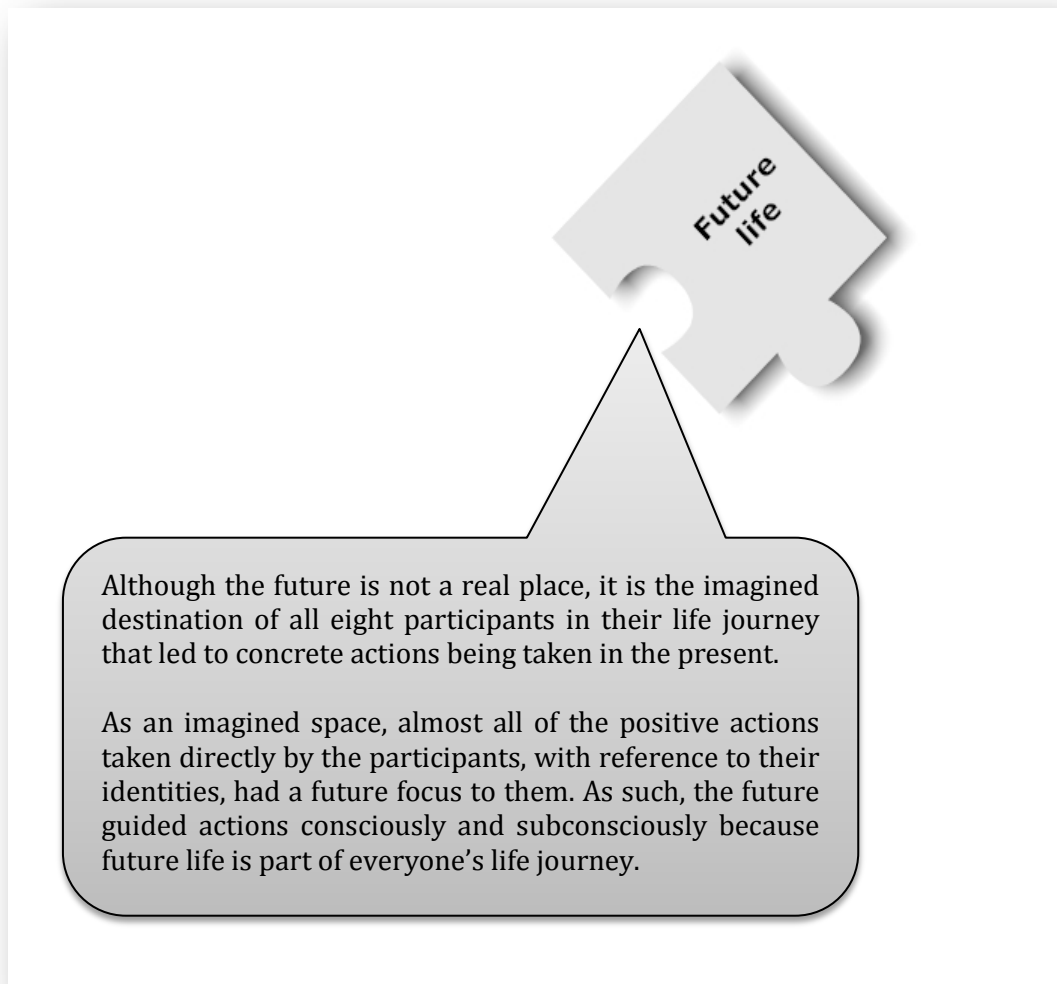 Future
life
Although the future is not a real place, it is the imagined
destination of all eight participants in their life journey
that led to concrete actions being taken in the present.
As an imagined space, almost all of the positive actions
taken directly by the participants, with reference to their
identities, had a future focus to them. As such, the future
guided actions consciously and subconsciously because
future life is part of everyone’s life journey.